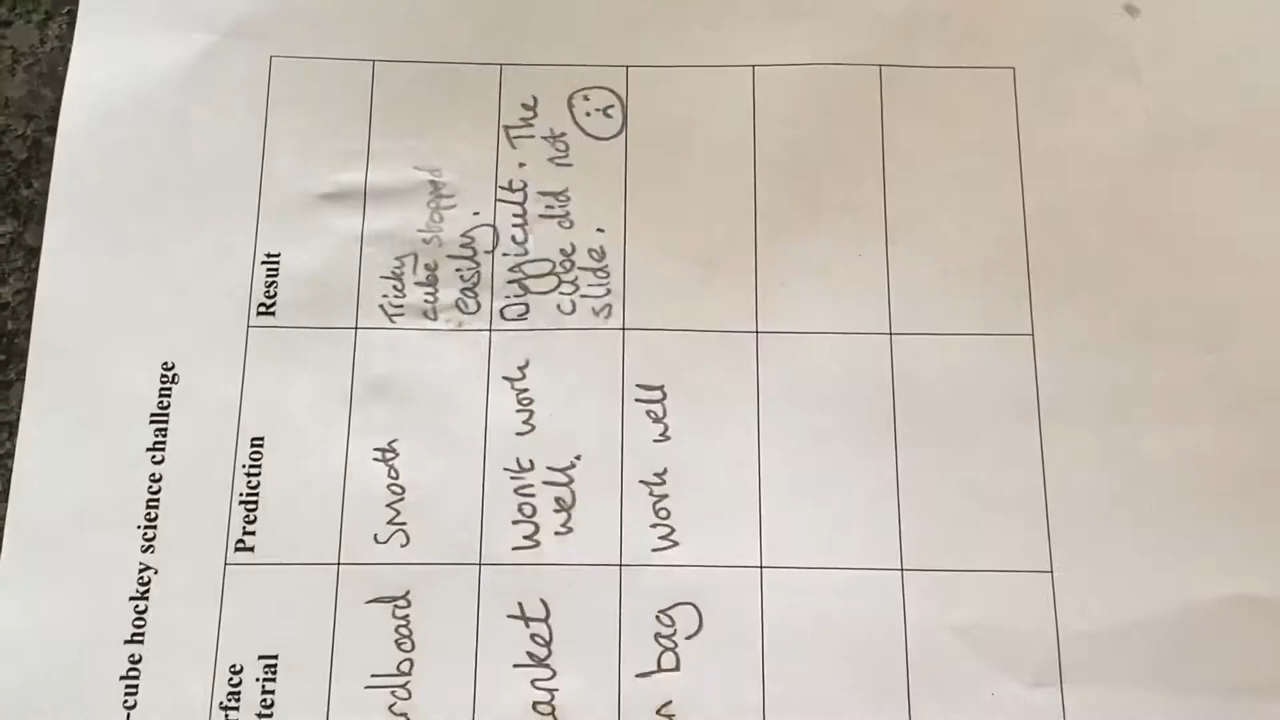 -cube hockey science challenge
rface
terial
Prediction
Result
rdboard
Smooth
Tricky
cube stopped
easily.
anket
Won't work
well.
Difficult. The
cube did not
slide.
n bag
work well